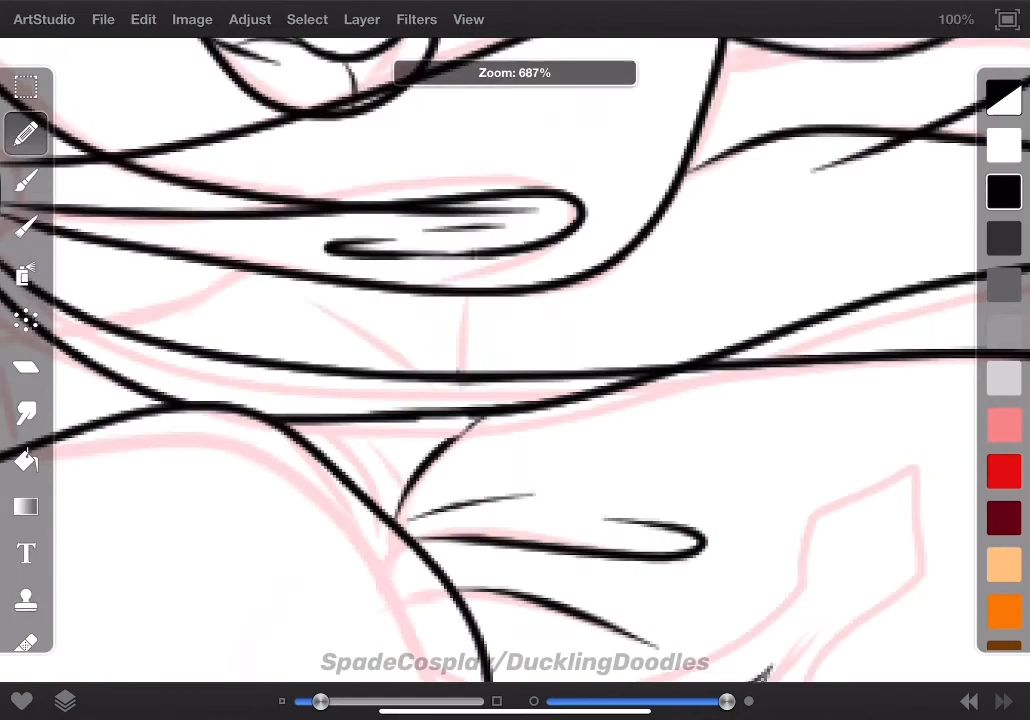 ArtStudio File Edit Image Adjust Select Layer Filters View 100%
Zoom: 687%
T
SpadeCosplay/DucklingDoodles